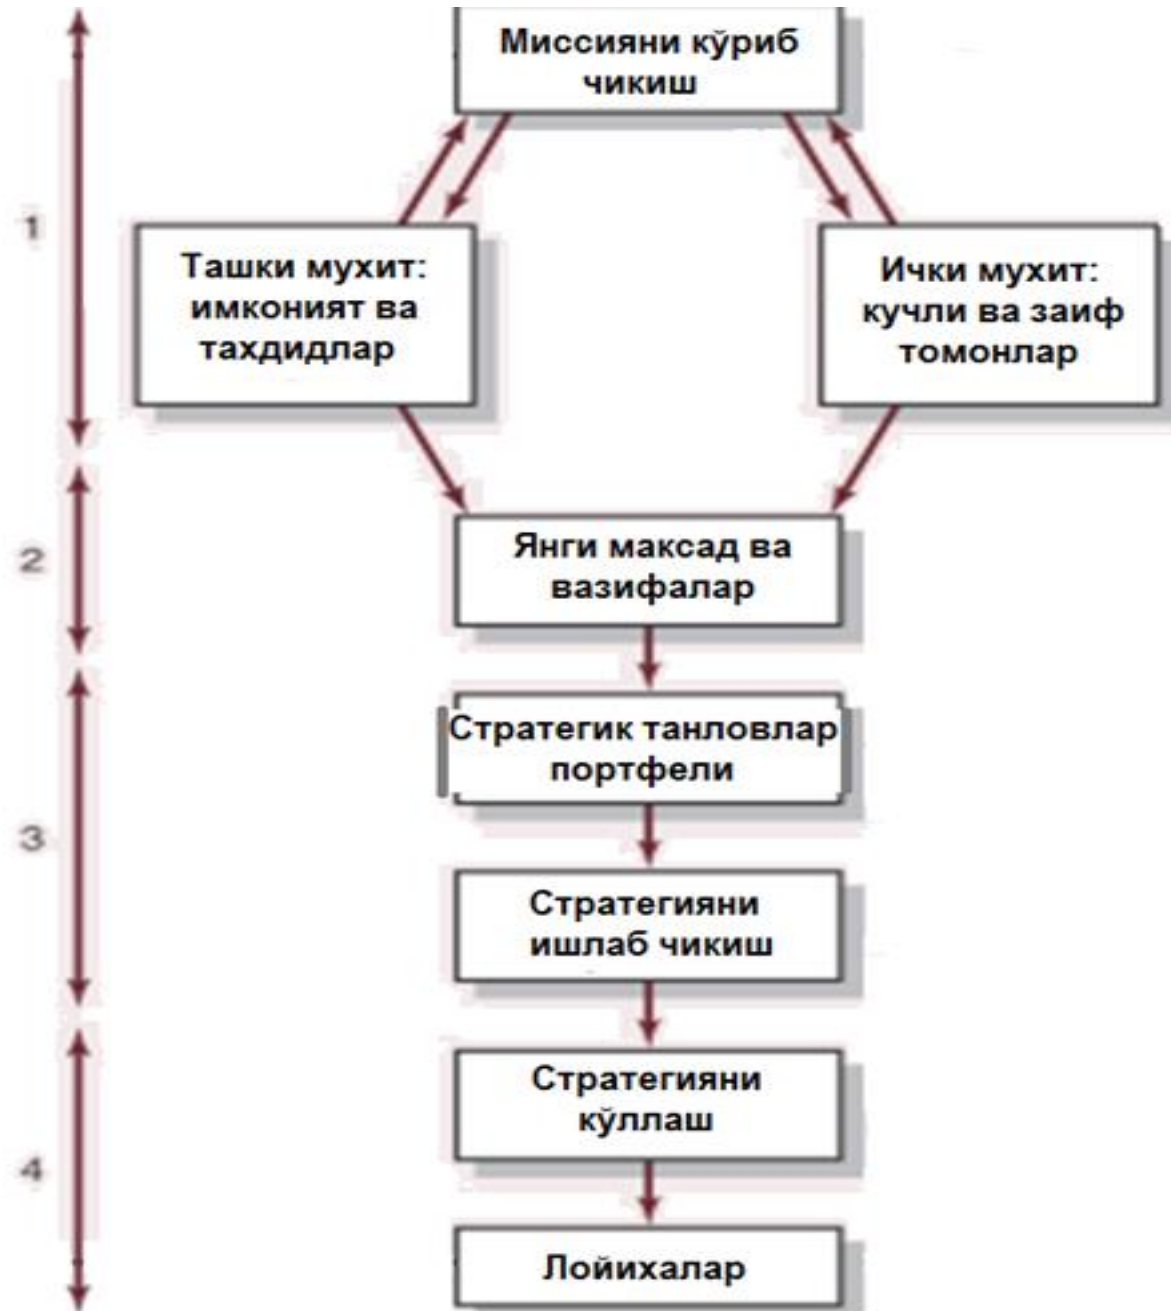 Миссияни кўриб
чикиш
1
Ташки мухит:
имконият ва
тахдидлар
Ички мухит:
кучли ва заиф
томонлар
2
Янги максад ва
вазифалар
Стратегик танловлар
портфели
3
Стратегияни
ишлаб чикиш
Стратегияни
кўллаш
4
Лойихалар